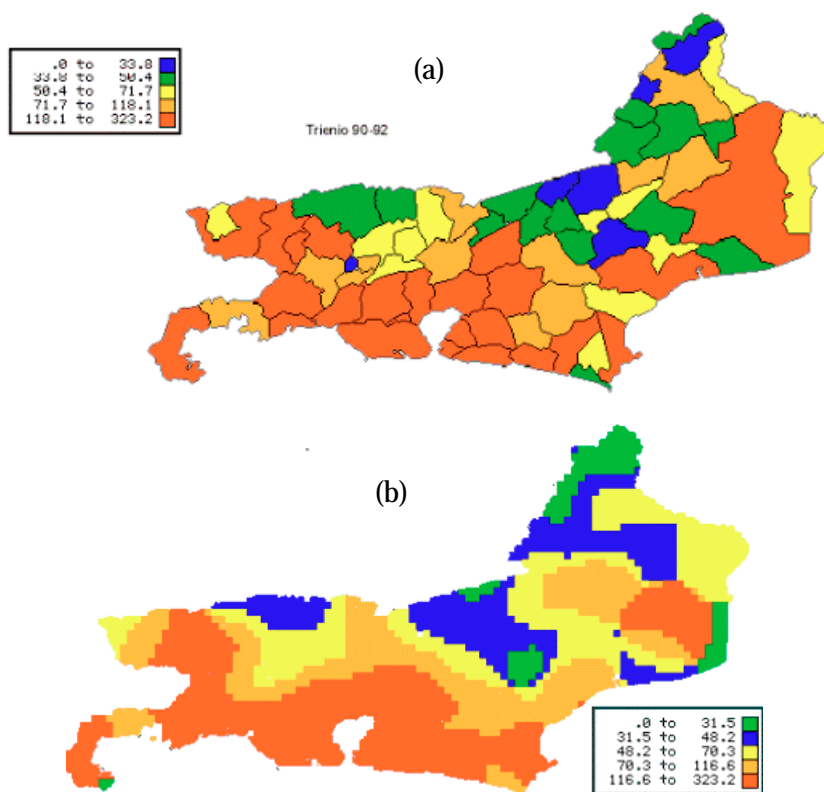 (a)
.0 to 33.8
33.8 to 50.4
50.4 to 71.7
71.7 to 118.1
118.1 to 323.2
Trienio 90-92
(b)
.0 to 31.5
31.5 to 48.2
48.2 to 70.3
70.3 to 116.6
116.6 to 323.2